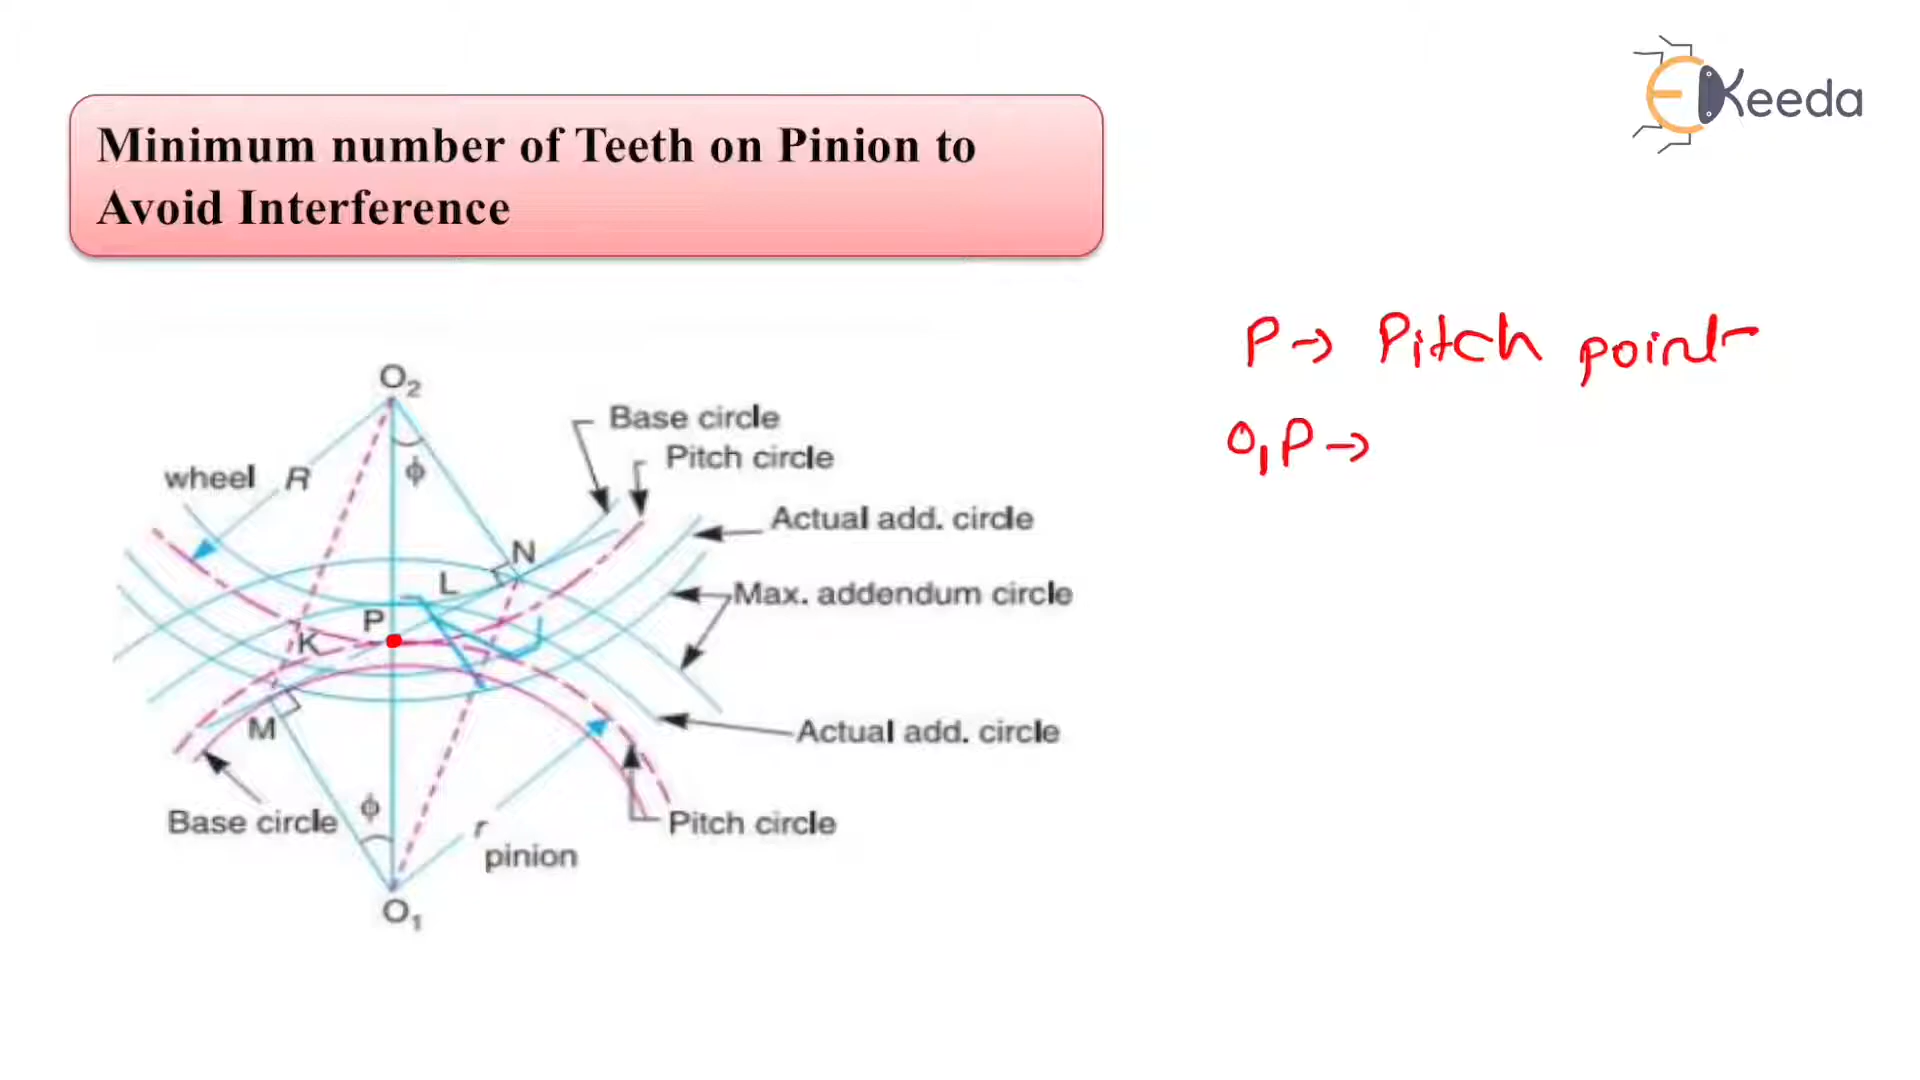 Keeda
Minimum number of Teeth on Pinion to
Avoid Interference
P → Pitch point
O₁P →
O₂
Base circle
Pitch circle
wheel R
ϕ
Actual add. circle
N
L
Max. addendum circle
P
K
M
Actual add. circle
Base circle
ϕ
r
pinion
Pitch circle
O₁